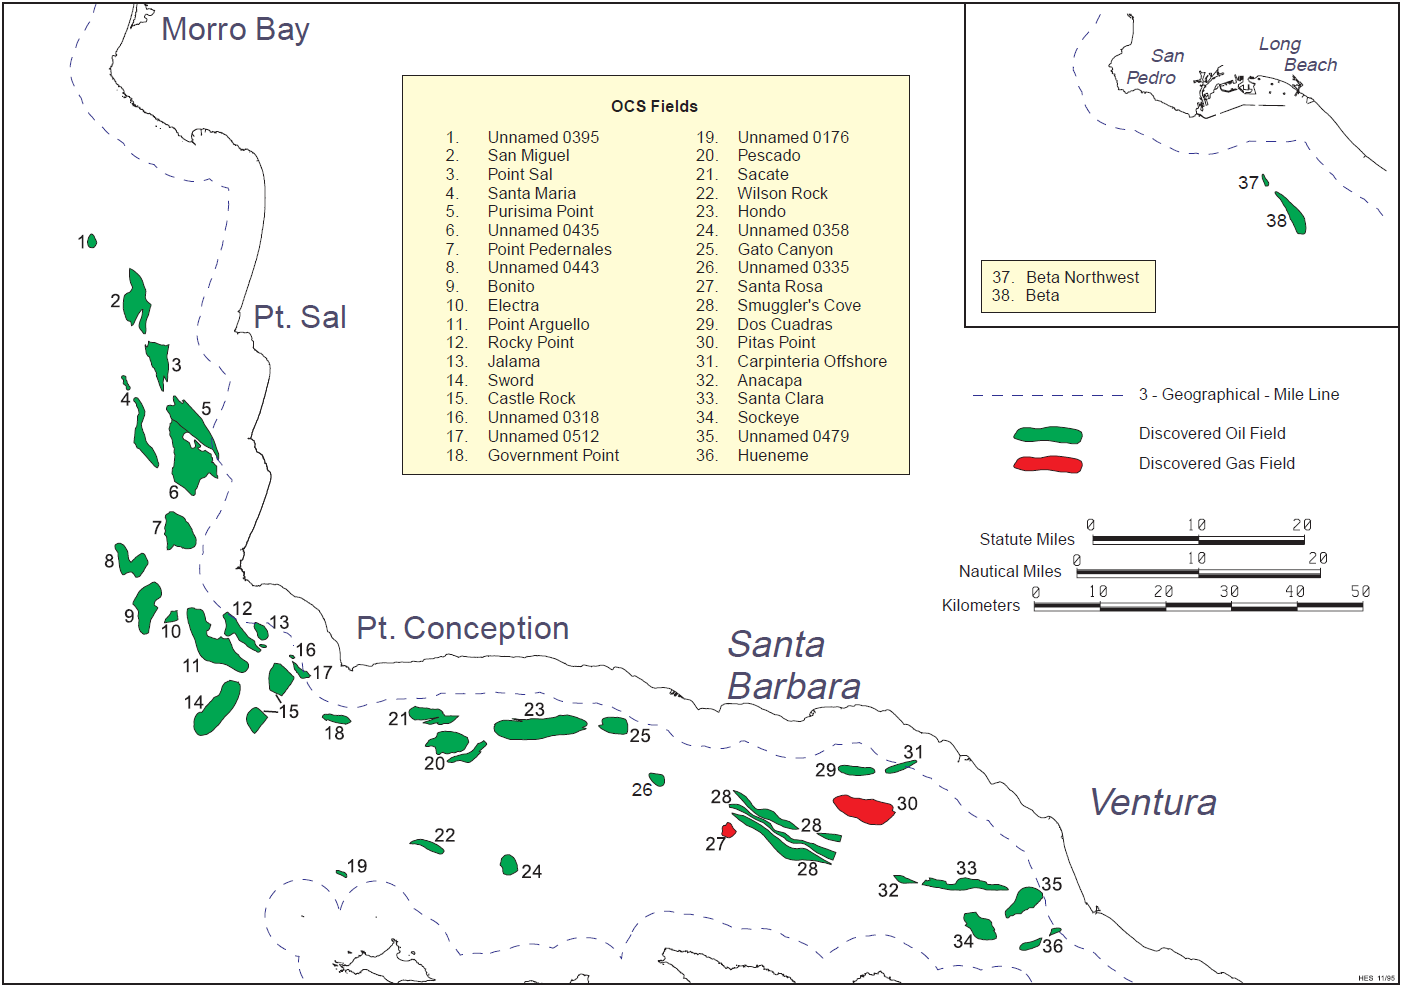 Morro Bay
San
Pedro
Long
Beach
OCS Fields
1. Unnamed 0395
2. San Miguel
3. Point Sal
4. Santa Maria
5. Purisima Point
6. Unnamed 0435
7. Point Pedernales
8. Unnamed 0443
9. Bonito
10. Electra
11. Point Arguello
12. Rocky Point
13. Jalama
14. Sword
15. Castle Rock
16. Unnamed 0318
17. Unnamed 0512
18. Government Point
19. Unnamed 0176
20. Pescado
21. Sacate
22. Wilson Rock
23. Hondo
24. Unnamed 0358
25. Gato Canyon
26. Unnamed 0335
27. Santa Rosa
28. Smuggler's Cove
29. Dos Cuadras
30. Pitas Point
31. Carpinteria Offshore
32. Anacapa
33. Santa Clara
34. Sockeye
35. Unnamed 0479
36. Hueneme
37
38
37. Beta Northwest
38. Beta
1
2
Pt. Sal
3
4
5
6
7
8
9
10
11
12
13
14
15
16
17
18
Pt. Conception
Santa
Barbara
Ventura
19
20
21
22
23
24
25
26
27
28
28
28
29
30
31
32
33
34
35
36
3 - Geographical - Mile Line
Discovered Oil Field
Discovered Gas Field
0 10 20
Statute Miles
0 10 20
Nautical Miles
0 10 20 30 40 50
Kilometers
HES 11/95